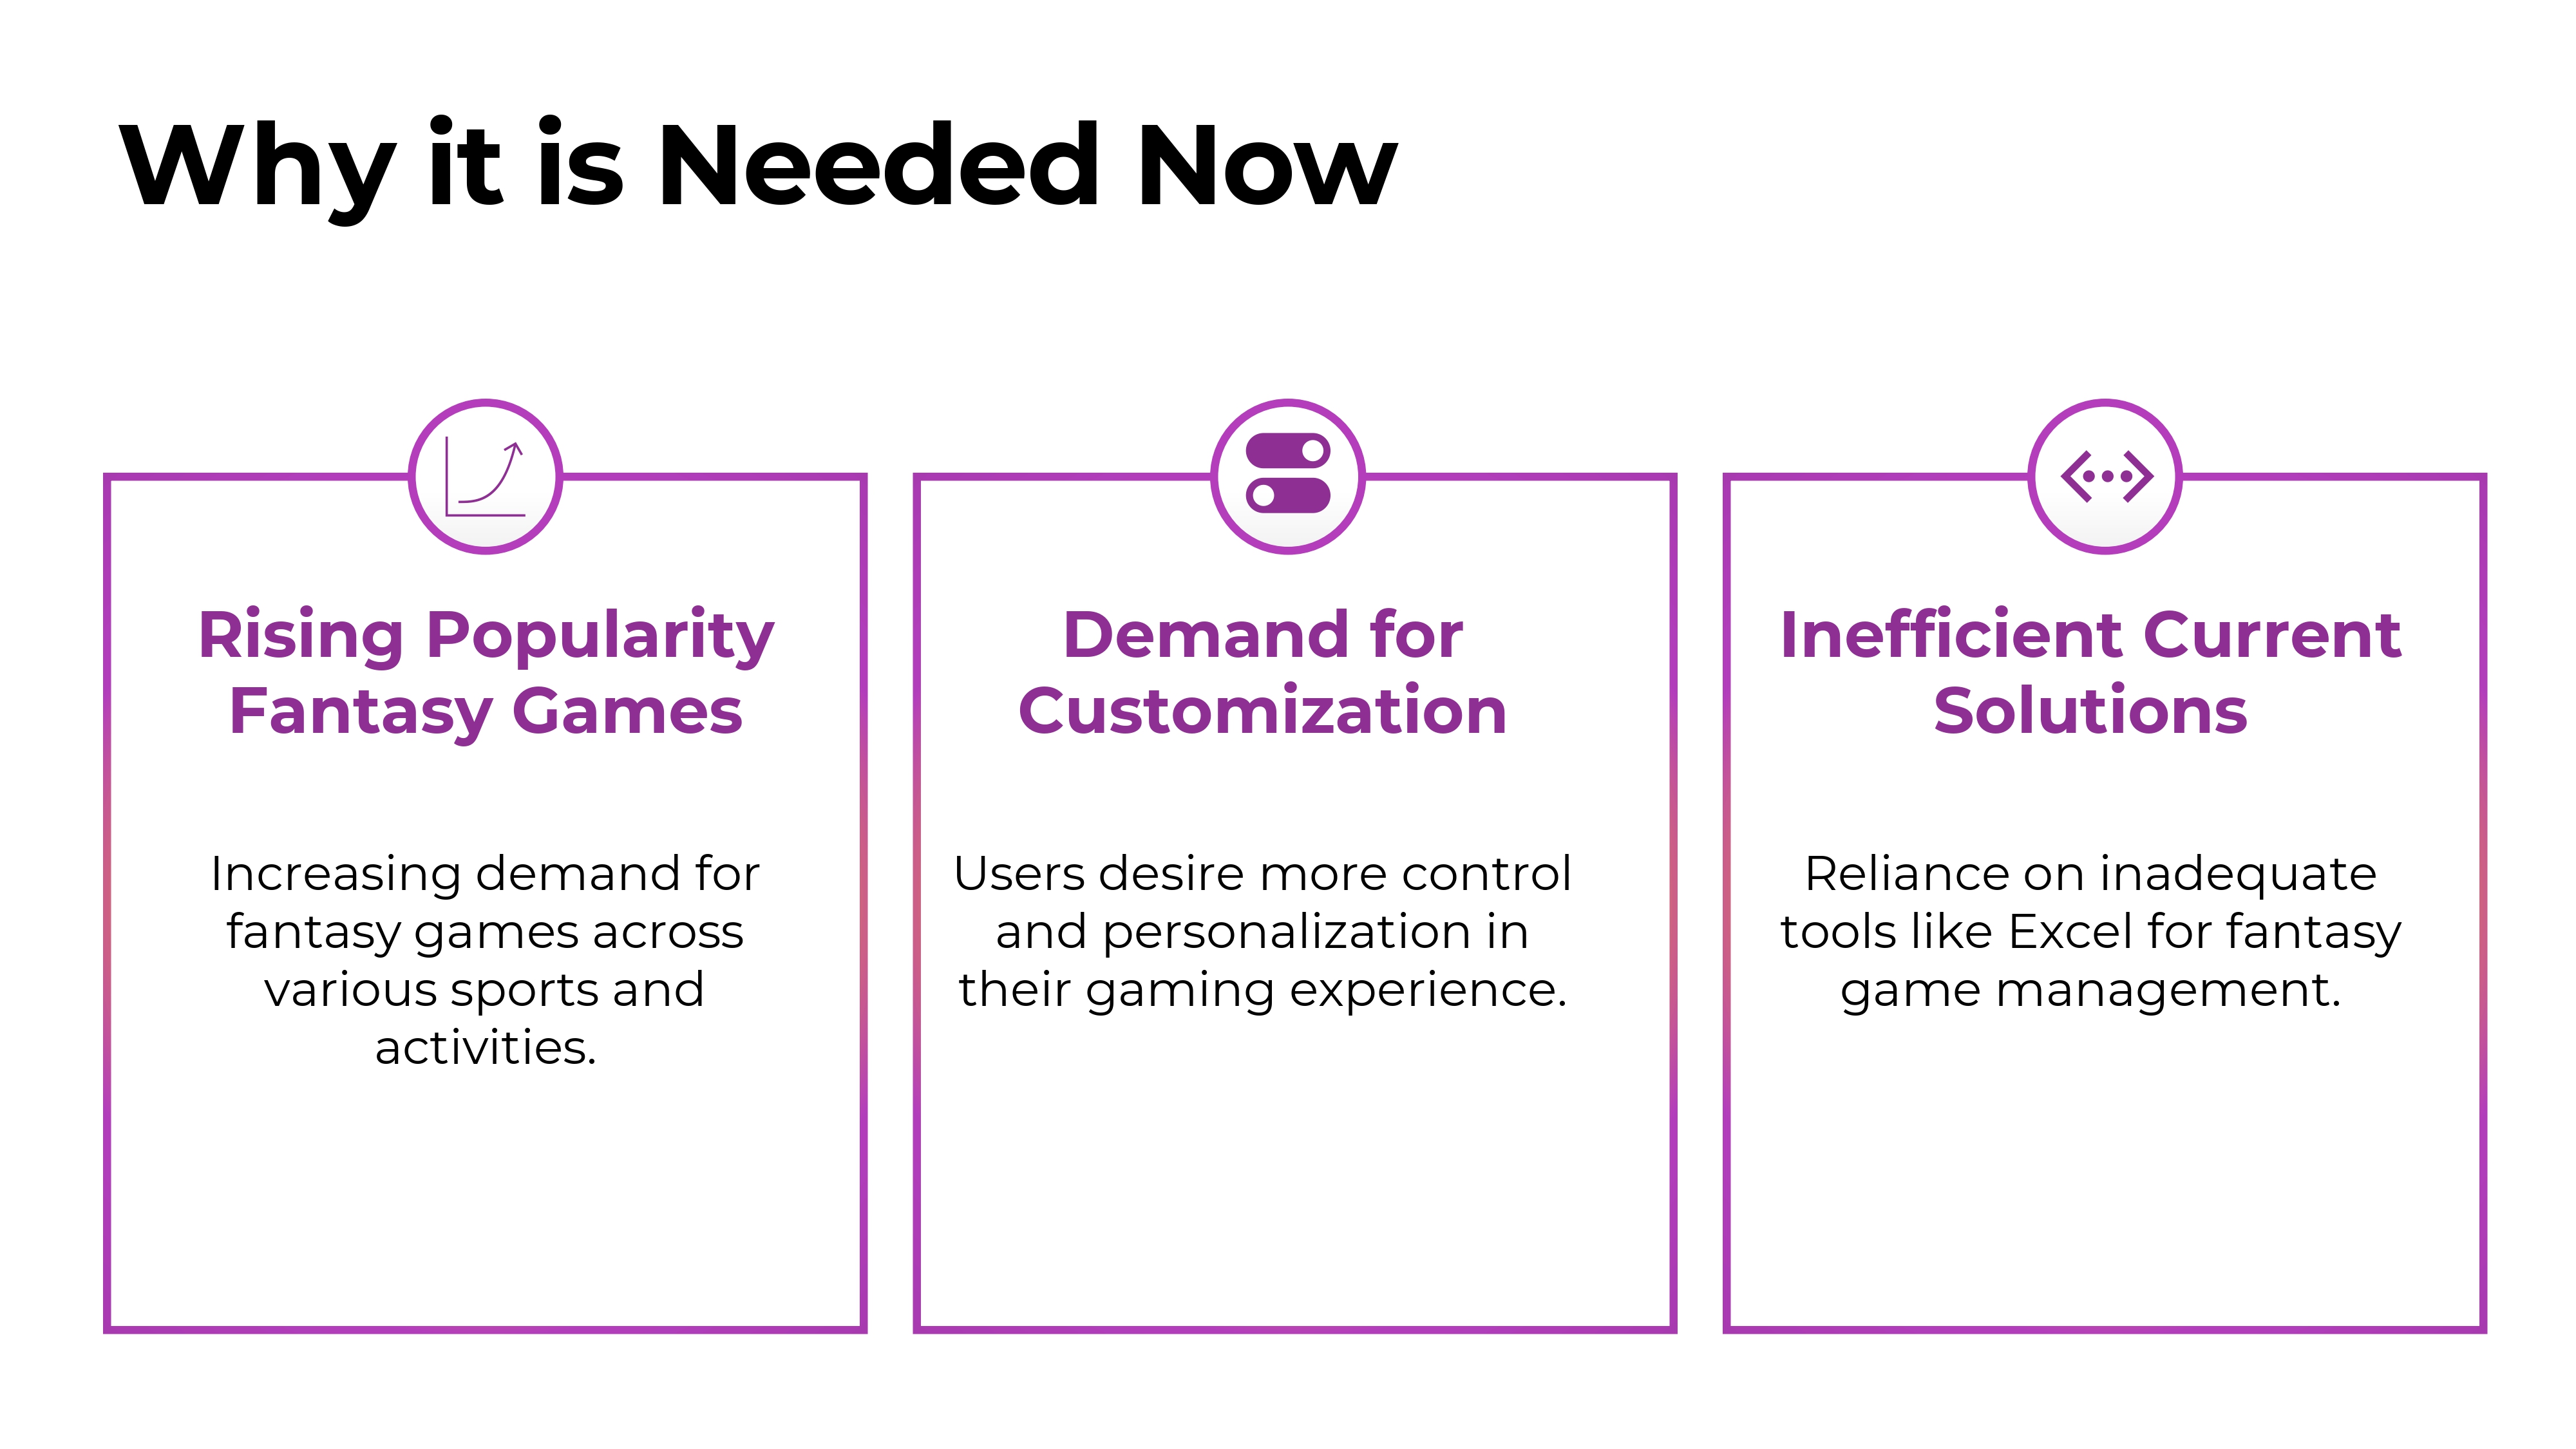 Why it is Needed Now
Rising Popularity
Fantasy Games
Increasing demand for
fantasy games across
various sports and
activities.
Demand for
Customization
Users desire more control
and personalization in
their gaming experience.
Inefficient Current
Solutions
Reliance on inadequate
tools like Excel for fantasy
game management.